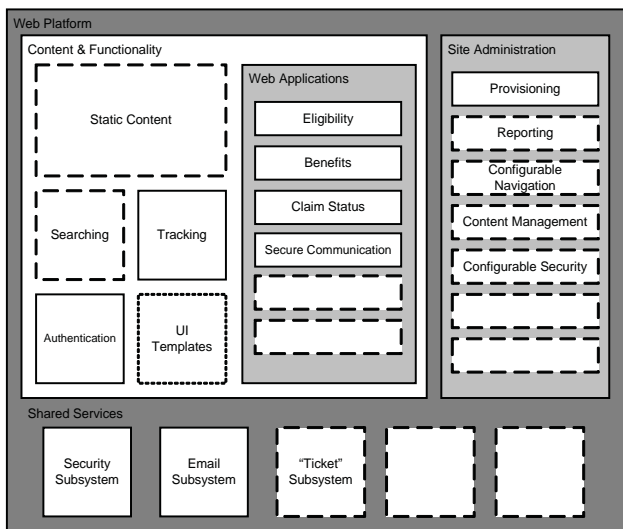 Web Platform
Content & Functionality
Static Content
Searching
Tracking
Authentication
UI
Templates
Web Applications
Eligibility
Benefits
Claim Status
Secure Communication
Site Administration
Provisioning
Reporting
Configurable
Navigation
Content Management
Configurable Security
Shared Services
Security
Subsystem
Email
Subsystem
“Ticket”
Subsystem